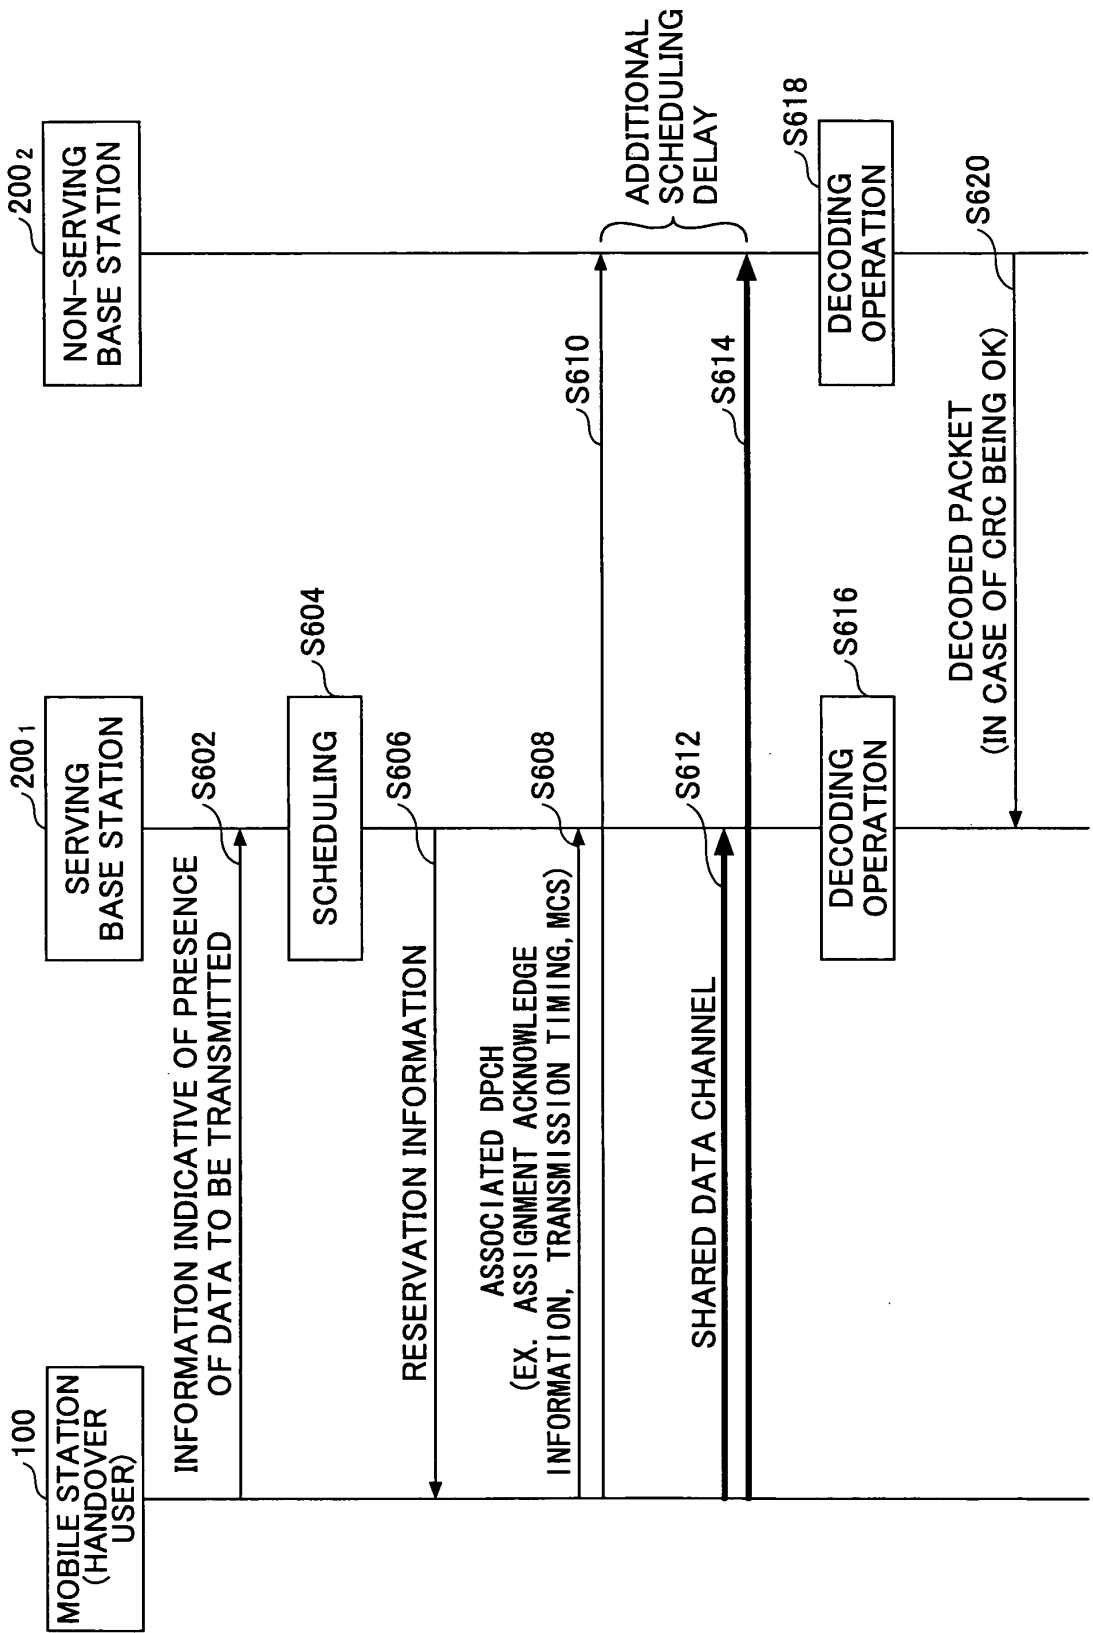 100
MOBILE STATION
(HANDOVER
USER)
200₁
SERVING
BASE STATION
200₂
NON-SERVING
BASE STATION
INFORMATION INDICATIVE OF PRESENCE
OF DATA TO BE TRANSMITTED
S602
SCHEDULING
S604
RESERVATION INFORMATION
S606
ASSOCIATED DPCH
(EX. ASSIGNMENT ACKNOWLEDGE
INFORMATION, TRANSMISSION TIMING, MCS)
S608
S610
ADDITIONAL
SCHEDULING
DELAY
SHARED DATA CHANNEL
S612
S614
DECODING
OPERATION
S616
DECODING
OPERATION
S618
DECODED PACKET
(IN CASE OF CRC BEING OK)
S620